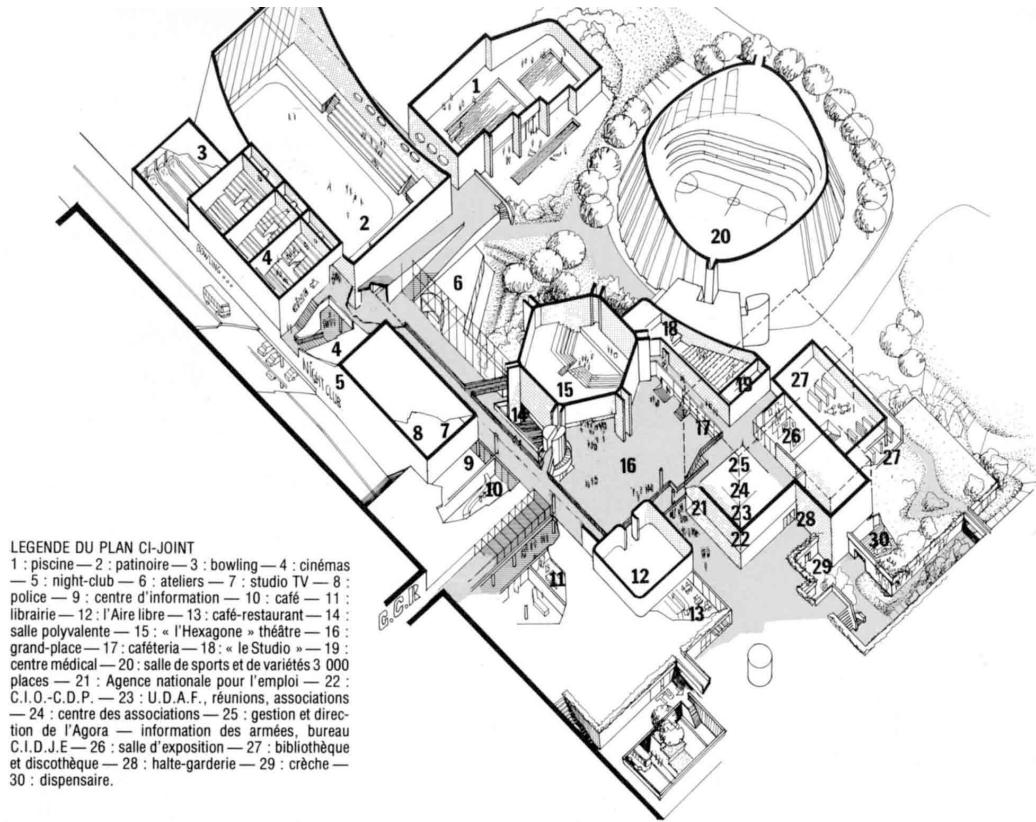 1
3
2
20
4
6
BOWLING
18
4
15
19
27
5
NIGHT CLUB
14
17
26
8
7
16
25
27
9
24
10
21
23
28
22
30
12
29
11
13
C.C.R
LEGENDE DU PLAN CI-JOINT
1 : piscine — 2 : patinoire — 3 : bowling — 4 : cinémas
— 5 : night-club — 6 : ateliers — 7 : studio TV — 8 :
police — 9 : centre d'information — 10 : café — 11 :
librairie — 12 : l'Aire libre — 13 : café-restaurant — 14 :
salle polyvalente — 15 : « l'Hexagone » théâtre — 16 :
grand-place — 17 : caféteria — 18 : « le Studio » — 19 :
centre médical — 20 : salle de sports et de variétés 3 000
places — 21 : Agence nationale pour l'emploi — 22 :
C.I.O.-C.D.P. — 23 : U.D.A.F., réunions, associations
— 24 : centre des associations — 25 : gestion et direc-
tion de l'Agora — information des armées, bureau
C.I.D.J.E — 26 : salle d'exposition — 27 : bibliothèque
et discothèque — 28 : halte-garderie — 29 : crèche —
30 : dispensaire.